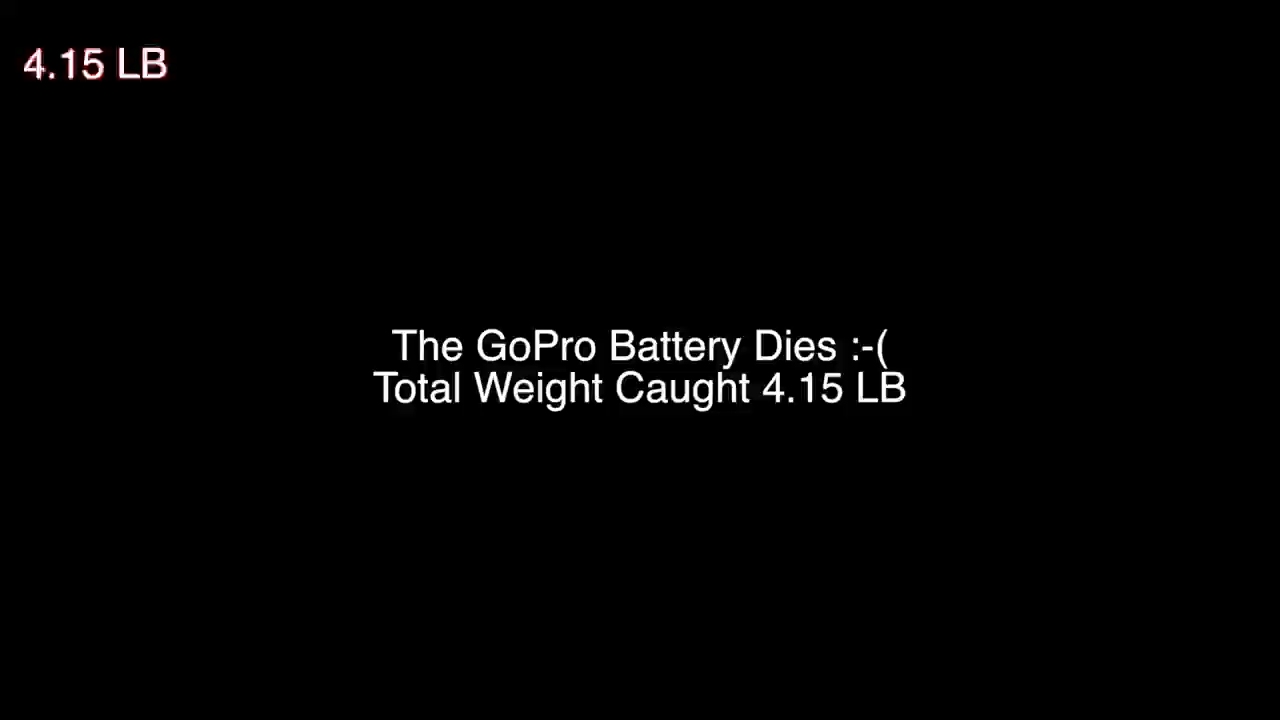 4.15 LB
The GoPro Battery Dies :-(
Total Weight Caught 4.15 LB